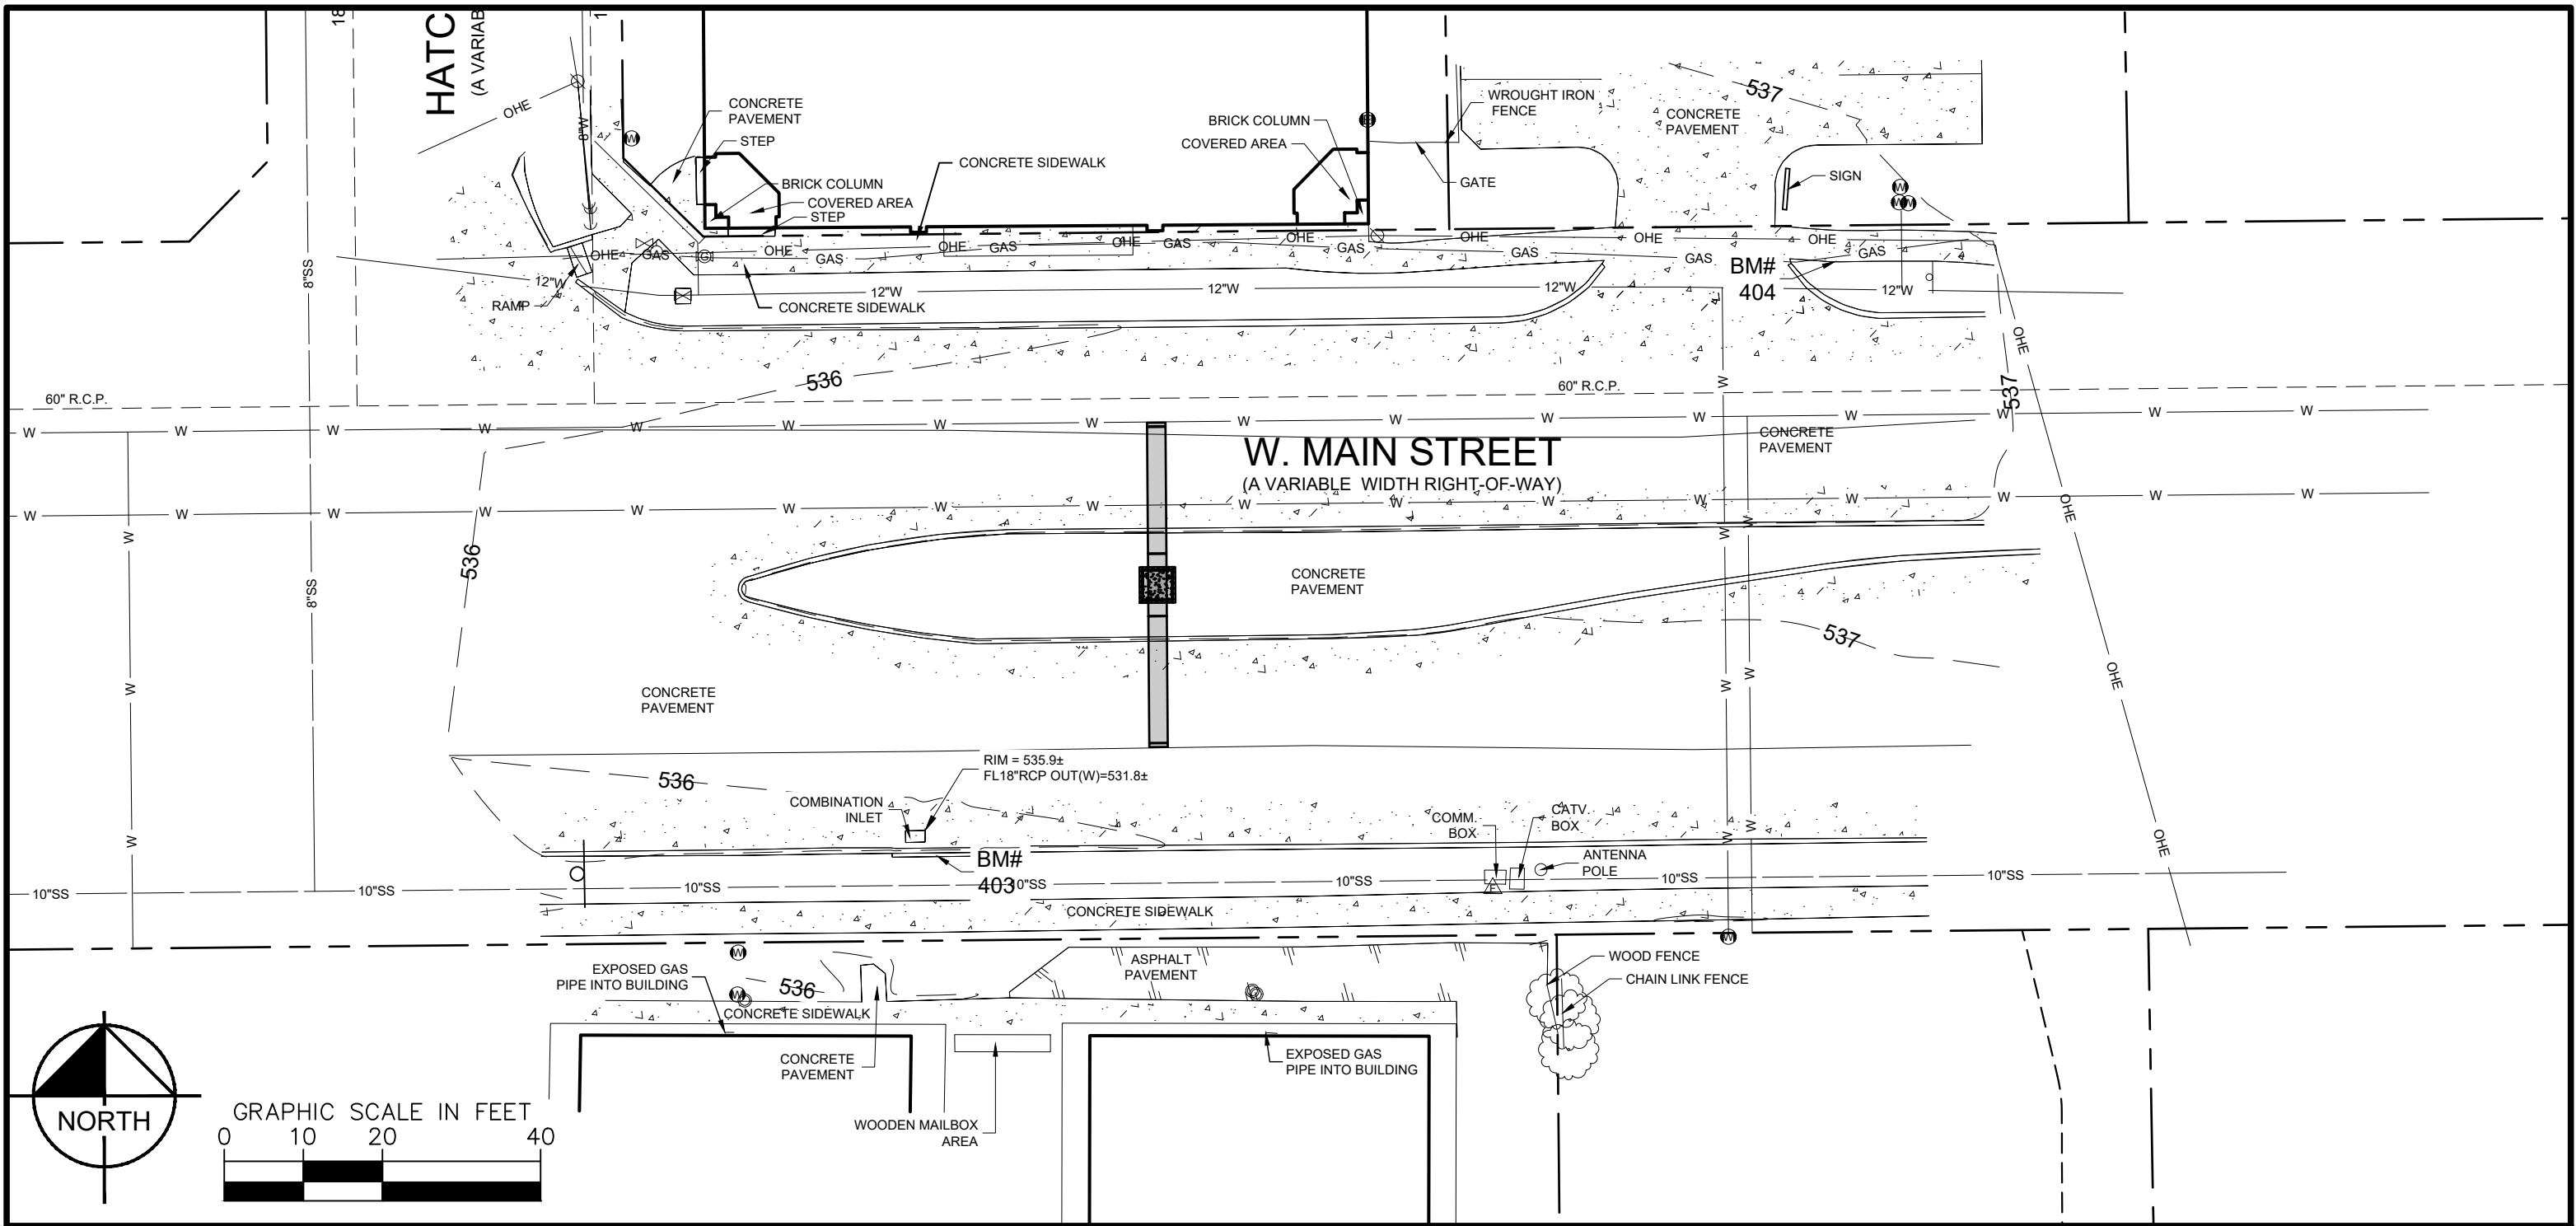 HATC
(A VARIAB
18
1
OHE
8"W
CONCRETE
PAVEMENT
STEP
BRICK COLUMN
COVERED AREA
STEP
CONCRETE SIDEWALK
BRICK COLUMN
COVERED AREA
WROUGHT IRON
FENCE
GATE
537
CONCRETE
PAVEMENT
SIGN
W
W
W W
OHE GAS
G
OHE
GAS
OHE
GAS
OHE
GAS
OHE
GAS
OHE
GAS
OHE
GAS
OHE
GAS
BM#
404
RAMP
12"W
CONCRETE SIDEWALK
12"W
12"W
12"W
12"W
8"SS
536
60" R.C.P.
60" R.C.P.
W
OHE
537
W W W W W W W W W W W W W W W W
W. MAIN STREET
(A VARIABLE WIDTH RIGHT-OF-WAY)
CONCRETE
PAVEMENT
W W W W W W W W W W W W W W W W
OHE
W
W
W
536
8"SS
CONCRETE
PAVEMENT
537
W
W
W
OHE
CONCRETE
PAVEMENT
RIM = 535.9±
FL18"RCP OUT(W)=531.8±
536
COMBINATION
INLET
COMM.
BOX
CATV.
BOX
ANTENNA
POLE
W
W
W
OHE
BM#
403
E
10"SS
10"SS
10"SS
10"SS
10"SS
10"SS
10"SS
CONCRETE SIDEWALK
W
W
ASPHALT
PAVEMENT
WOOD FENCE
CHAIN LINK FENCE
EXPOSED GAS
PIPE INTO BUILDING
W
536
CONCRETE SIDEWALK
CONCRETE
PAVEMENT
EXPOSED GAS
PIPE INTO BUILDING
WOODEN MAILBOX
AREA
NORTH
GRAPHIC SCALE IN FEET
0 10 20 40